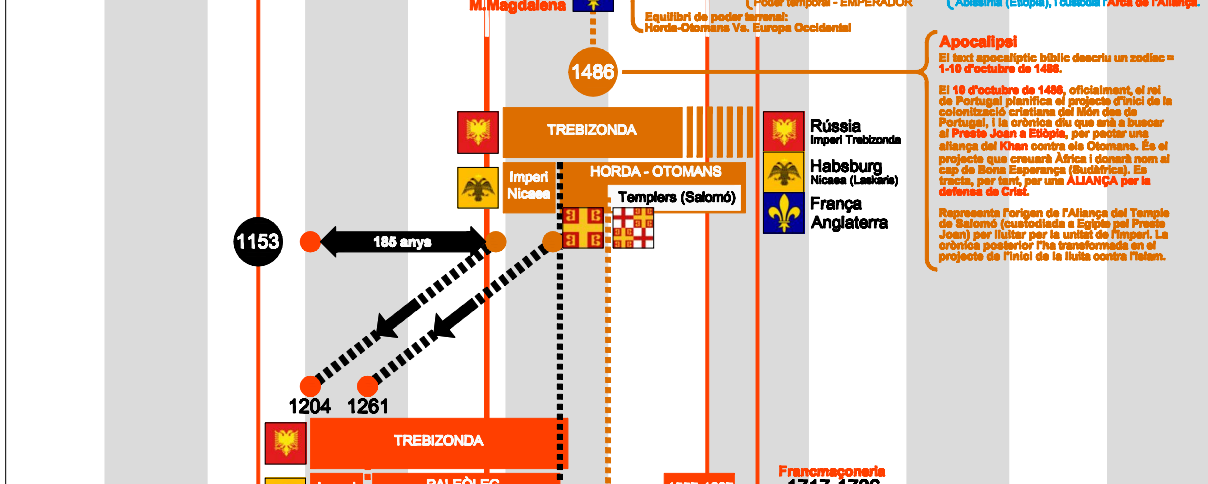 M.Magdalena
Poder temporal - EMPERADOR
Abissínia (Etiòpia), i custodi l'Arca de l'Aliança.
Equilibri de poder terrenal:
Horda-Otomans Vs. Europa Occidental
1486
Apocalipsi
El text apocalíptic bíblic descriu un zodíac =
1-10 d'octubre de 1486.
El 10 d'octubre de 1486, oficialment, el rei
de Portugal planifica el projecte d'inici de la
colonització cristiana del Món des de
Portugal, i la crònica diu que anà a buscar
al Preste Joan a Etiòpia, per pactar una
aliança del Khan contra els Otomans. És el
projecte que creuarà Àfrica i donarà nom al
cap de Bona Esperança (Sudàfrica). Es
tracta, per tant, per una ALIANÇA per la
defensa de Crist.
Representa l'origen de l'Aliança del Temple
de Salomó (custodiada a Egipte pel Preste
Joan) per lluitar per la unitat de l'Imperi. La
crònica posterior l'ha transformada en el
projecte de l'inici de la lluita contra l'Islam.
TREBIZONDA
Rússia
Imperi Trebizonda
Imperi
Nicaea
HORDA - OTOMANS
Templers (Salomó)
Habsburg
Nicaea (Laskaris)
França
Anglaterra
1153
185 anys
1204
1261
TREBIZONDA
PALEÒLEG
Francmaçoneria